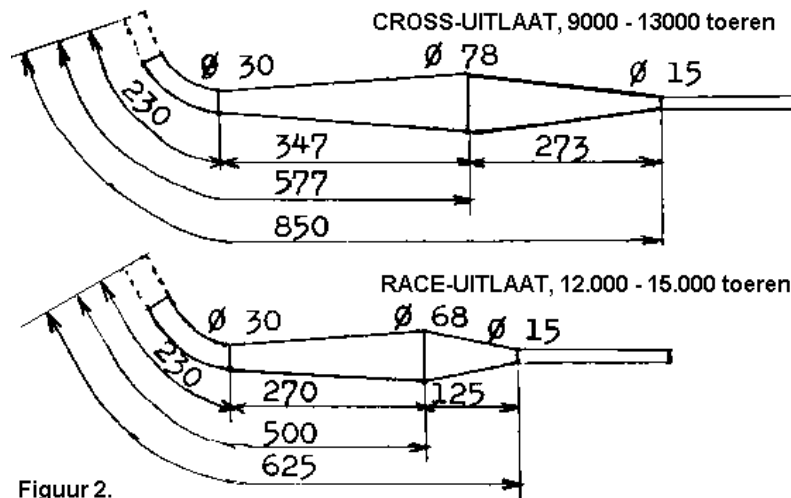 CROSS-UITLAAT, 9000 - 13000 toeren
Ø 30
Ø 78
Ø 15
230
347
273
577
850
RACE-UITLAAT, 12.000 - 15.000 toeren
Ø 30
Ø 68
Ø 15
230
270
125
500
625
Figuur 2.